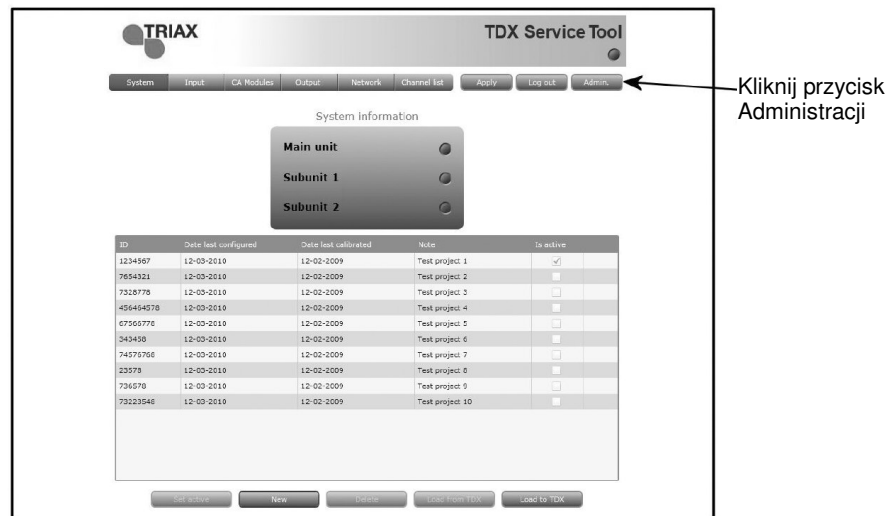 TRIAX
TDX Service Tool
System Input CA Modules Output Network Channel list Apply Log out Admin.
Kliknij przycisk
Administracji
System information
Main unit
Subunit 1
Subunit 2
ID Date last configured Date last calibrated Note Is active
1234567 12-03-2010 12-02-2009 Test project 1
7654321 12-03-2010 12-02-2009 Test project 2
7328778 12-03-2010 12-02-2009 Test project 3
456464578 12-03-2010 12-02-2009 Test project 4
67566778 12-03-2010 12-02-2009 Test project 5
343458 12-03-2010 12-02-2009 Test project 6
74576768 12-03-2010 12-02-2009 Test project 7
23578 12-03-2010 12-02-2009 Test project 8
736578 12-03-2010 12-02-2009 Test project 9
73223548 12-03-2010 12-02-2009 Test project 10
Set active New Delete Load from TDX Load to TDX